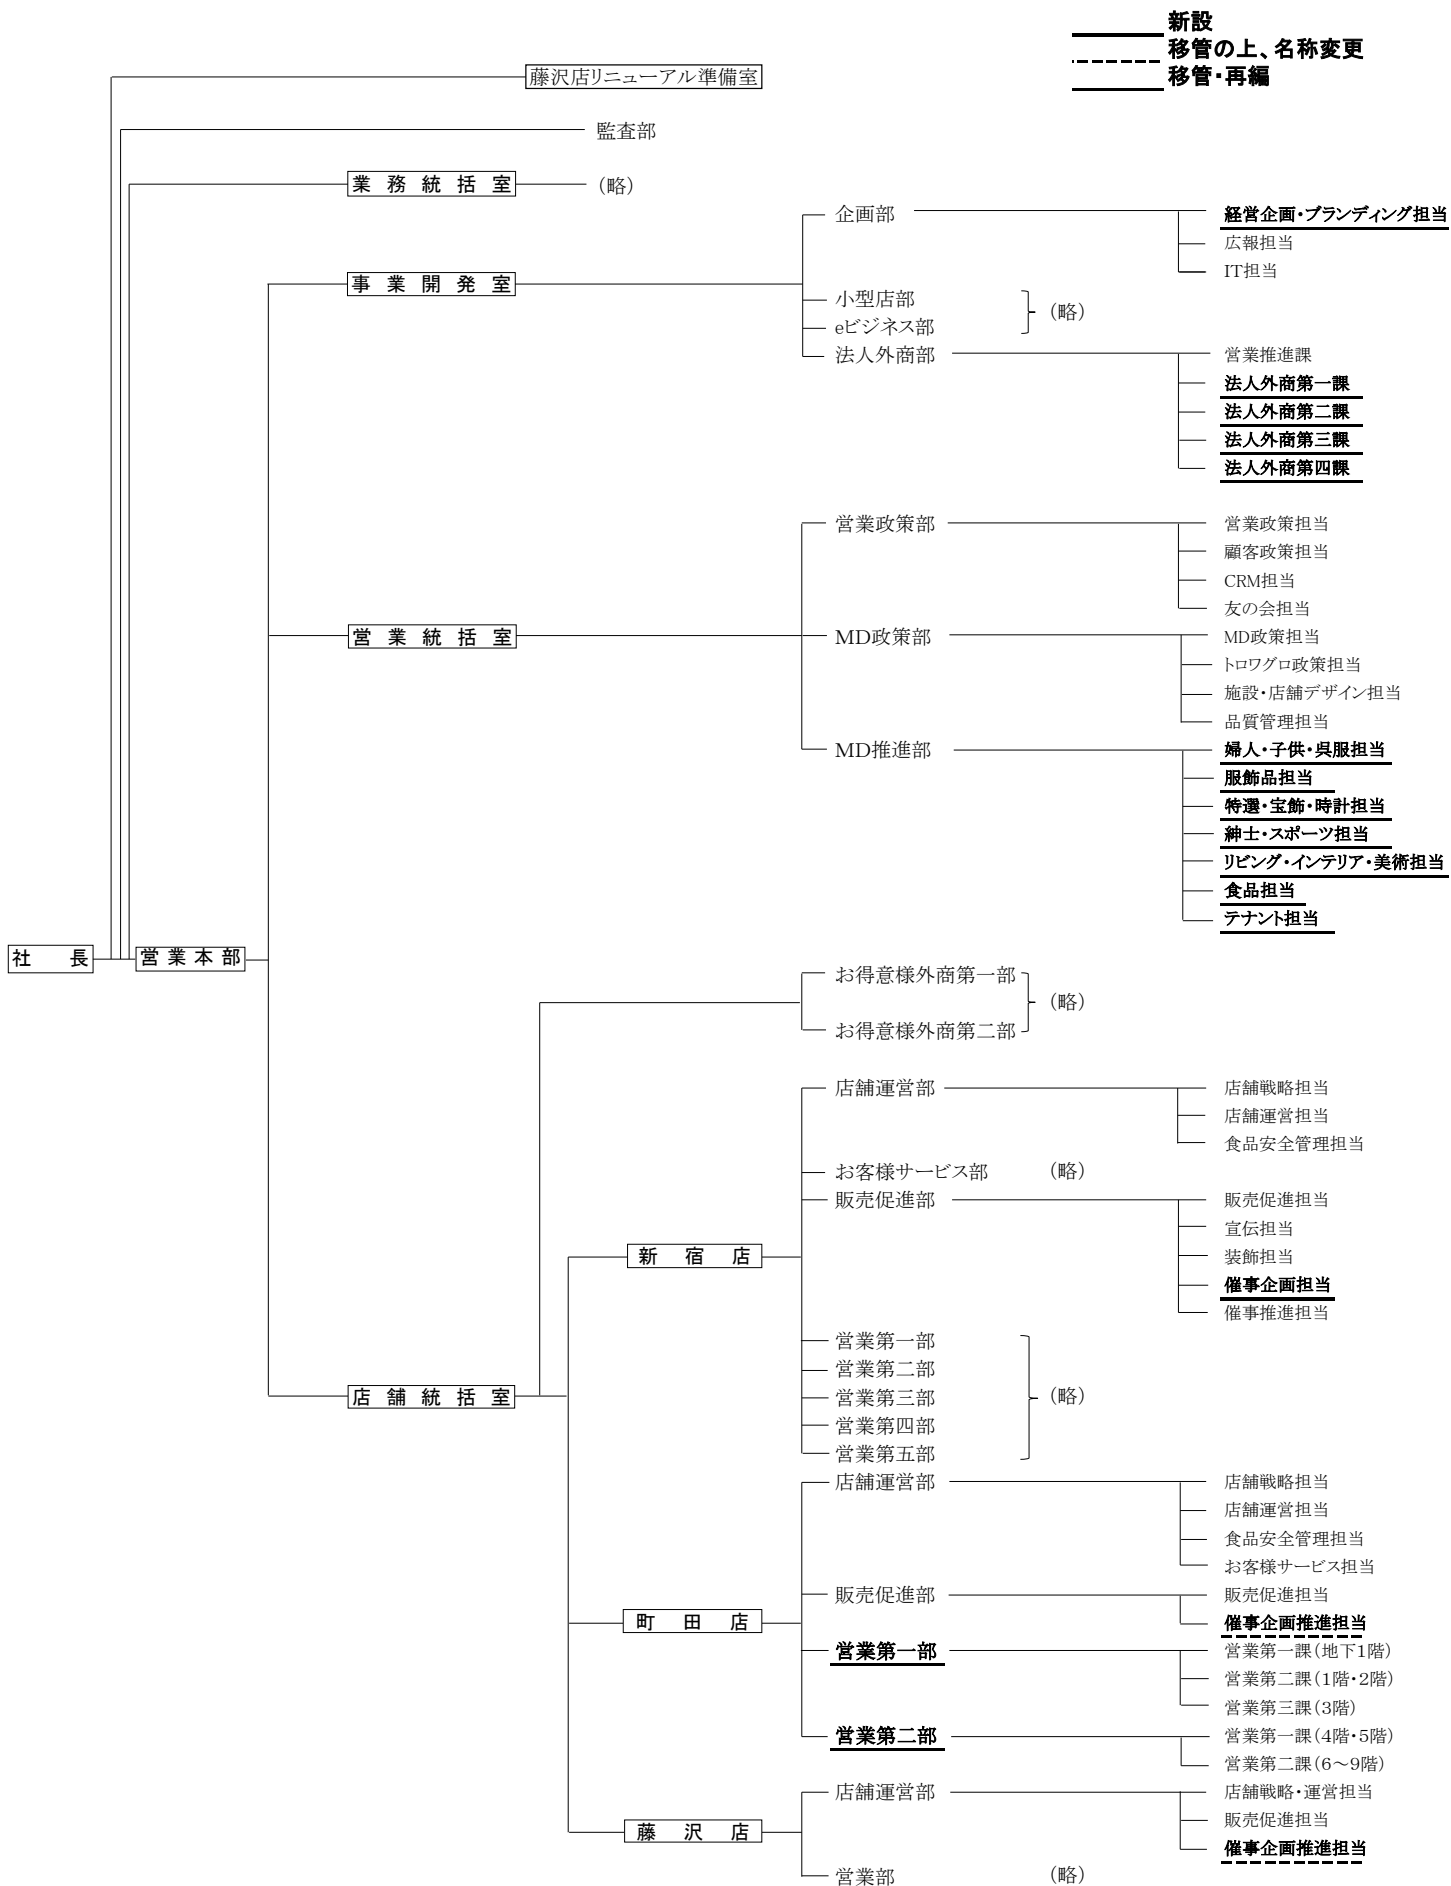 新設
移管の上、名称変更
移管・再編
藤沢店リニューアル準備室
監査部
業務統括室 (略)
企画部 経営企画・ブランディング担当
広報担当
IT担当
事業開発室
小型店部
(略)
eビジネス部
法人外商部 営業推進課
法人外商第一課
法人外商第二課
法人外商第三課
法人外商第四課
営業政策部 営業政策担当
顧客政策担当
CRM担当
友の会担当
営業統括室 MD政策部 MD政策担当
トロワグロ政策担当
施設・店舗デザイン担当
品質管理担当
MD推進部 婦人・子供・呉服担当
服飾品担当
特選・宝飾・時計担当
紳士・スポーツ担当
リビング・インテリア・美術担当
食品担当
テナント担当
社長 営業本部
お得意様外商第一部
(略)
お得意様外商第二部
店舗運営部 店舗戦略担当
店舗運営担当
食品安全管理担当
お客様サービス部 (略)
販売促進部 販売促進担当
宣伝担当
新宿店 装飾担当
催事企画担当
催事推進担当
営業第一部
営業第二部
店舗統括室 営業第三部 (略)
営業第四部
営業第五部
店舗運営部 店舗戦略担当
店舗運営担当
食品安全管理担当
お客様サービス担当
販売促進部 販売促進担当
町田店 催事企画推進担当
営業第一部 営業第一課(地下1階)
営業第二課(1階・2階)
営業第三課(3階)
営業第二部 営業第一課(4階・5階)
営業第二課(6〜9階)
店舗運営部 店舗戦略・運営担当
販売促進担当
藤沢店 催事企画推進担当
営業部 (略)